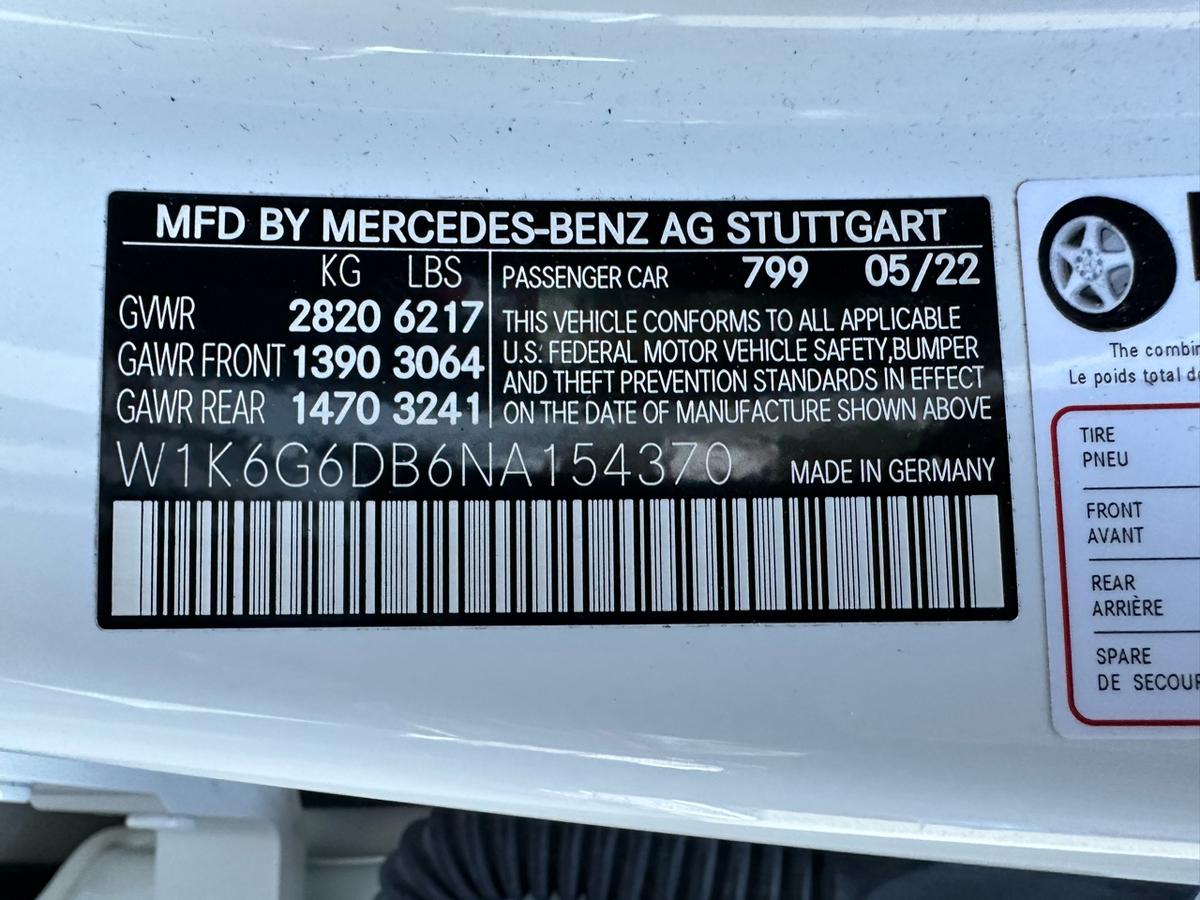 MFD BY MERCEDES-BENZ AG STUTTGART
KG LBS
GVWR 2820 6217
GAWR FRONT 1390 3064
GAWR REAR 1470 3241
PASSENGER CAR 799 05/22
THIS VEHICLE CONFORMS TO ALL APPLICABLE
U.S. FEDERAL MOTOR VEHICLE SAFETY,BUMPER
AND THEFT PREVENTION STANDARDS IN EFFECT
ON THE DATE OF MANUFACTURE SHOWN ABOVE
W1K6G6DB6NA154370 MADE IN GERMANY
The
Le poids total
TIRE
PNEU
FRONT
AVANT
REAR
ARRIÈRE
SPARE
DE